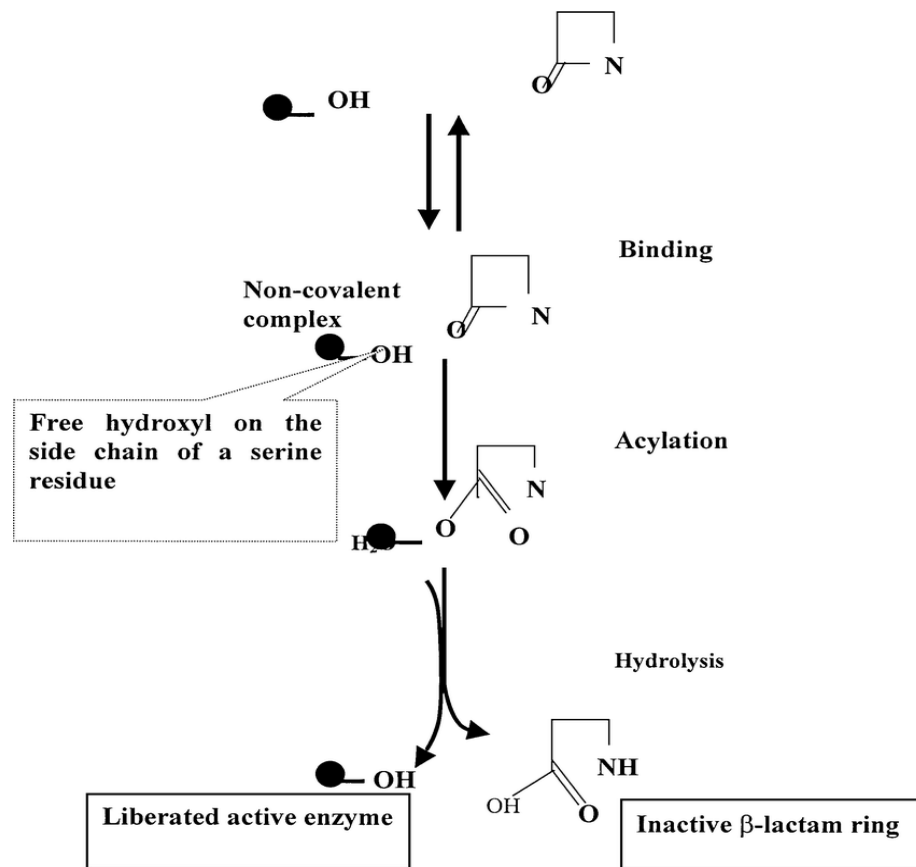 O
N
OH
Binding
Non-covalent
complex
O
N
OH
Free hydroxyl on the
side chain of a serine
residue
Acylation
N
O
O
Hydrolysis
OH
NH
OH
O
Liberated active enzyme
Inactive β-lactam ring